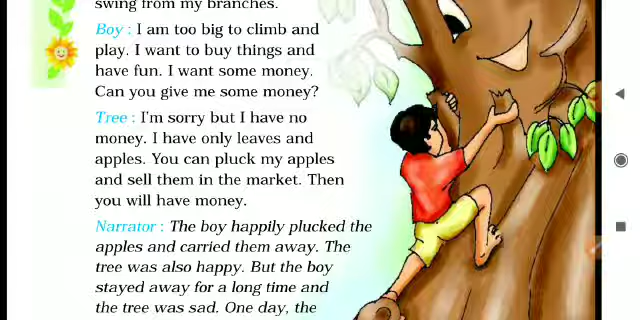 swing from my branches.
Boy : I am too big to climb and
play. I want to buy things and
have fun. I want some money.
Can you give me some money?
Tree : I'm sorry but I have no
money. I have only leaves and
apples. You can pluck my apples
and sell them in the market. Then
you will have money.
Narrator : The boy happily plucked the
apples and carried them away. The
tree was also happy. But the boy
stayed away for a long time and
the tree was sad. One day, the